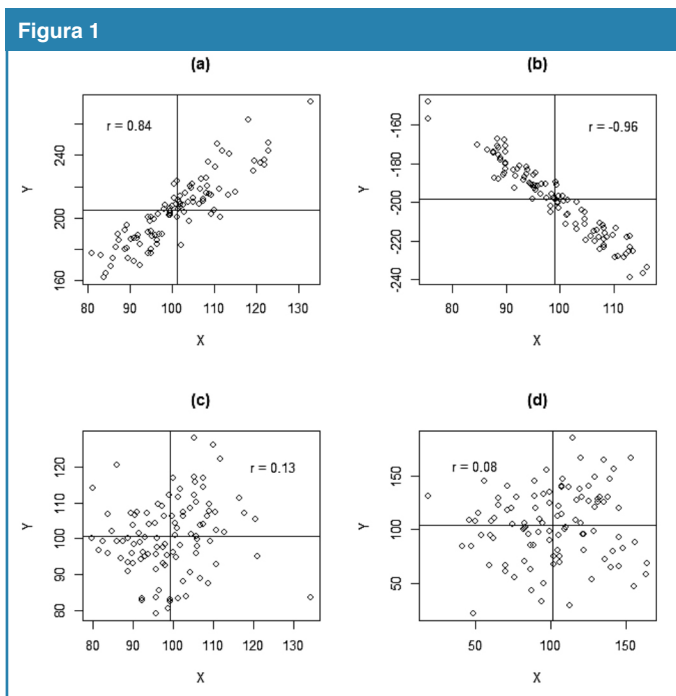 Figura 1
(a)
r = 0.84
Y
160 200 240
80 90 100 110 120 130
X
(b)
r = -0.96
Y
-240 -220 -200 -180 -160
80 90 100 110
X
(c)
r = 0.13
Y
80 90 100 110 120
80 90 100 110 120 130
X
(d)
r = 0.08
Y
50 100 150
50 100 150
X